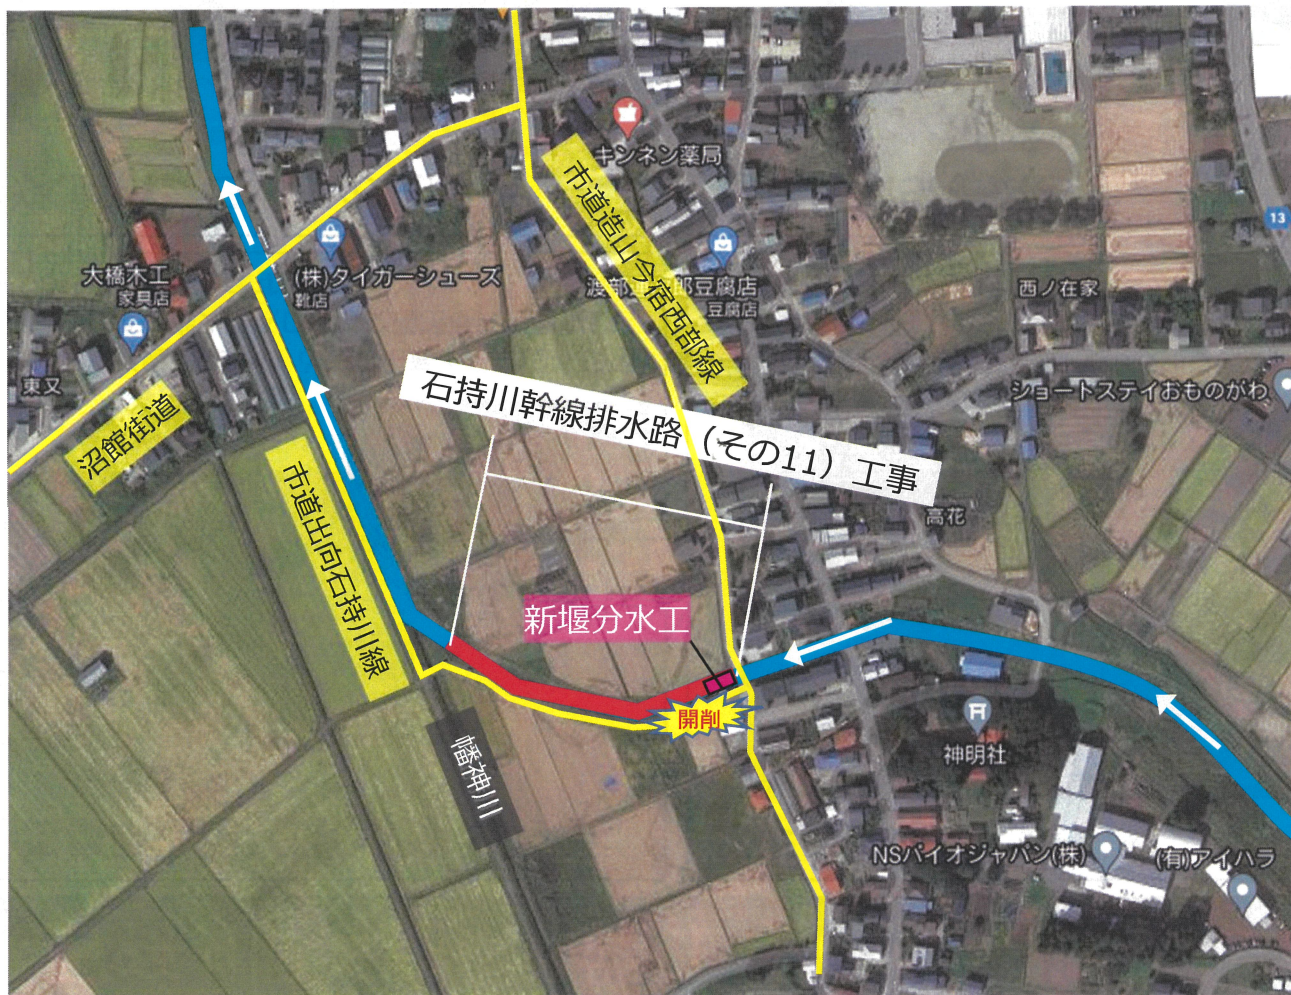 キンネン薬局
市道造山今宿西部線
13
大橋木工
家具店
(株)タイガーシューズ
靴店
郎豆腐店
豆腐店
西ノ在家
東又
ショートステイおものがわ
沼館街道
石持川幹線排水路（その11）工事
市道出向石持川線
高花
新堰分水工
開削
幡神川
神明社
NSバイオジャパン(株)
(有)アイハラ